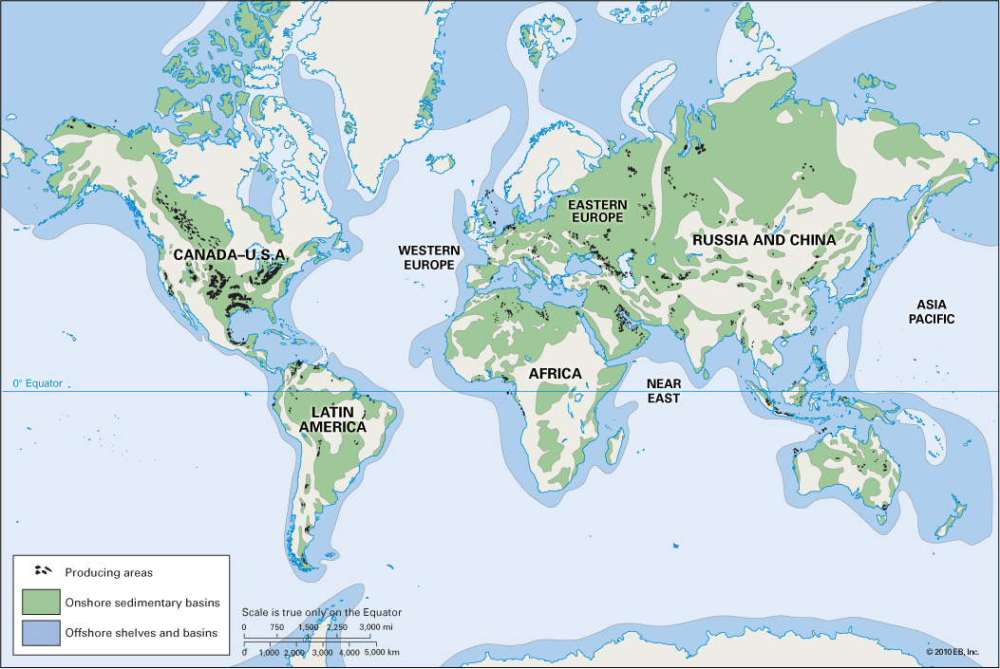 CANADA–U.S.A.
WESTERN
EUROPE
EASTERN
EUROPE
RUSSIA AND CHINA
ASIA
PACIFIC
0° Equator
AFRICA
NEAR
EAST
LATIN
AMERICA
Producing areas
Onshore sedimentary basins
Offshore shelves and basins
Scale is true only on the Equator
0 750 1,500 2,250 3,000 mi
0 1,000 2,000 3,000 4,000 5,000 km
© 2010 EB, Inc.